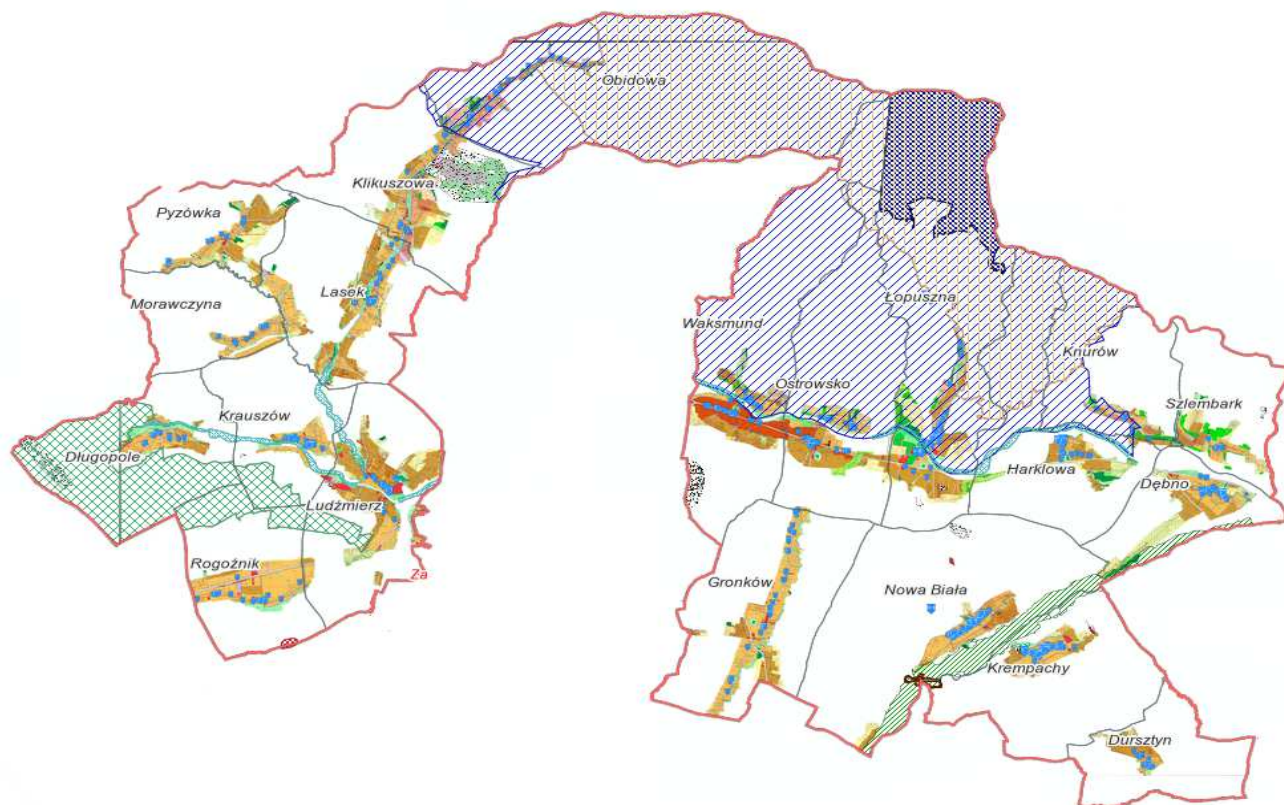 Obidowa
Klikuszowa
Pyzówka
Lasek
Morawczyna
Łopuszna
Waksmund
Knurów
Ostrowsko
Szlembark
Krauszów
Długopole
Harklowa
Dębno
Ludźmierz
Rogoźnik
Za
Gronków
Nowa Biała
Krempachy
Dursztyn